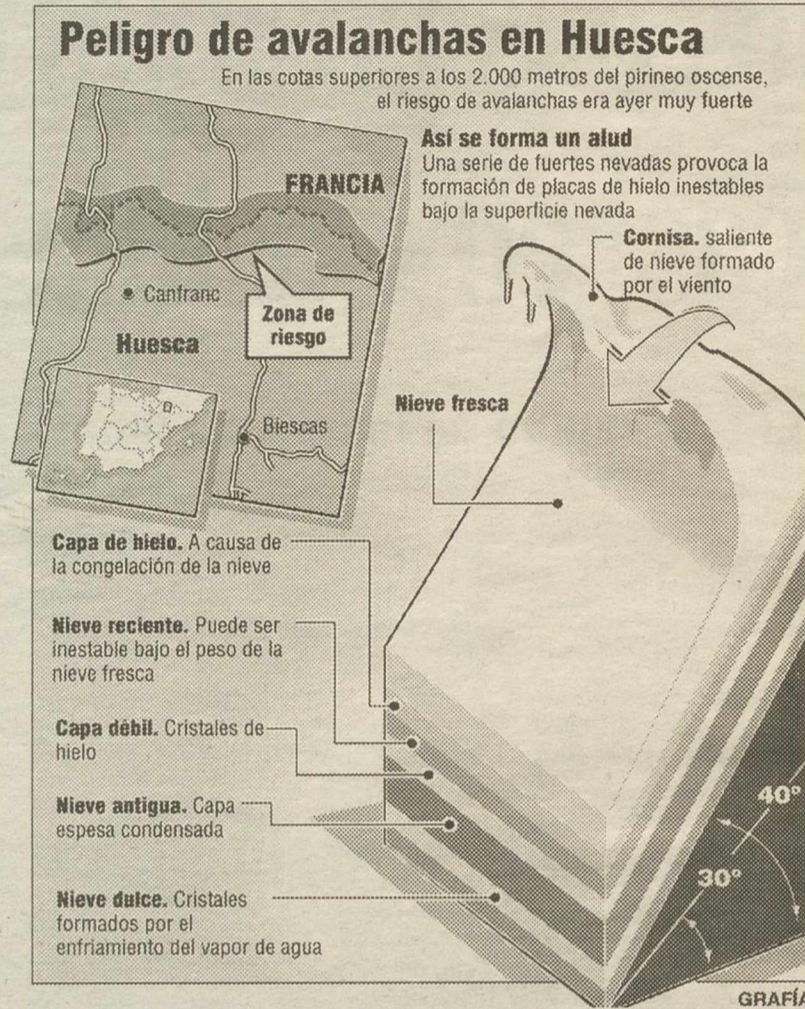 Peligro de avalanchas en Huesca
En las cotas superiores a los 2.000 metros del pirineo oscense,
el riesgo de avalanchas era ayer muy fuerte
FRANCIA
Canfranc
Zona de
riesgo
Huesca
Biescas
Así se forma un alud
Una serie de fuertes nevadas provoca la
formación de placas de hielo inestables
bajo la superficie nevada
Cornisa. saliente
de nieve formado
por el viento
Nieve fresca
Capa de hielo. A causa de
la congelación de la nieve
Nieve reciente. Puede ser
inestable bajo el peso de la
nieve fresca
Capa débil. Cristales de
hielo
Nieve antigua. Capa
espesa condensada
Nieve dulce. Cristales
formados por el
enfriamiento del vapor de agua
40°
30°
GRAFÍA